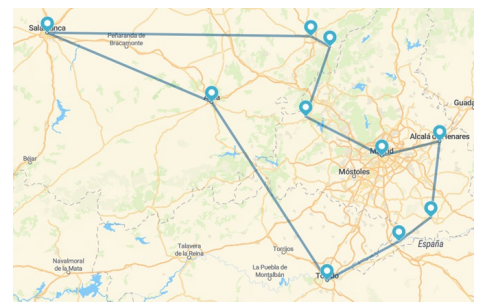 Salamanca
Peñaranda de
Bracamonte
Ávila
Guada
Alcalá de Henares
Madrid
Móstoles
Béjar
España
Talavera
de la Reina
Torrijos
Navalmoral
de la Mata
La Puebla de
Montalbán
Toledo